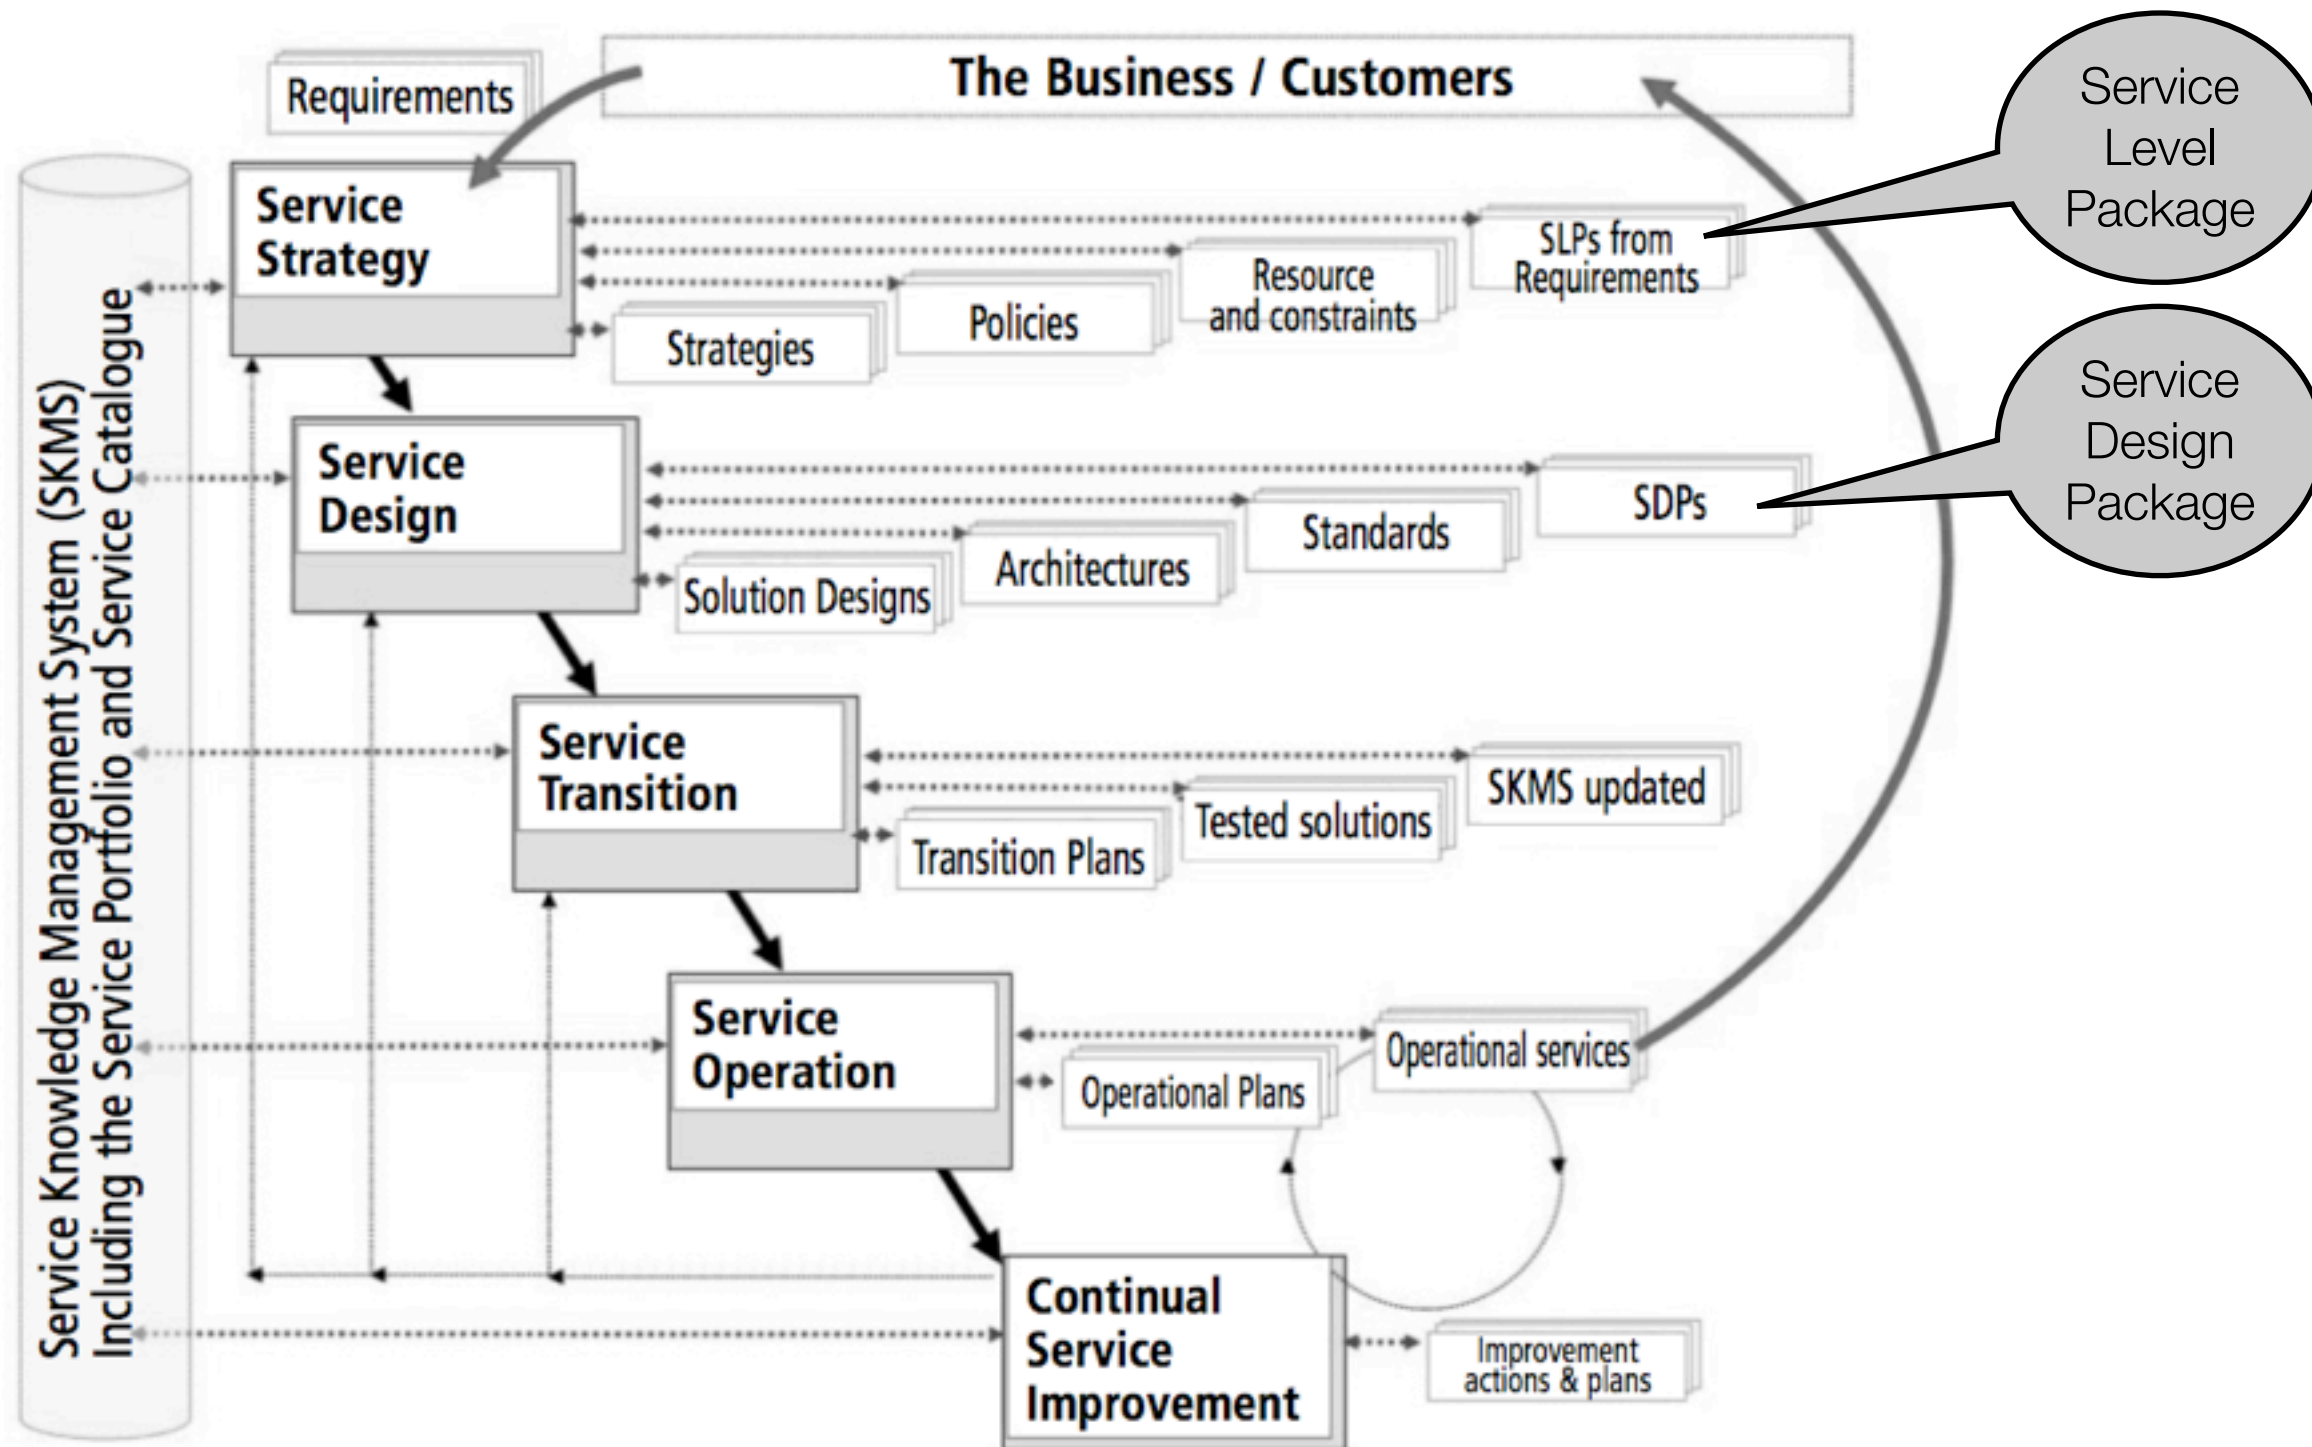 Requirements
The Business / Customers
Service
Level
Package
Service
Strategy
SLPs from
Requirements
Resource
and constraints
Policies
Strategies
Service
Design
Package
Service
Design
SDPs
Standards
Architectures
Solution Designs
Service
Transition
SKMS updated
Tested solutions
Transition Plans
Service
Operation
Operational services
Operational Plans
Continual
Service
Improvement
Improvement
actions & plans
Service Knowledge Management System (SKMS)
Including the Service Portfolio and Service Catalogue